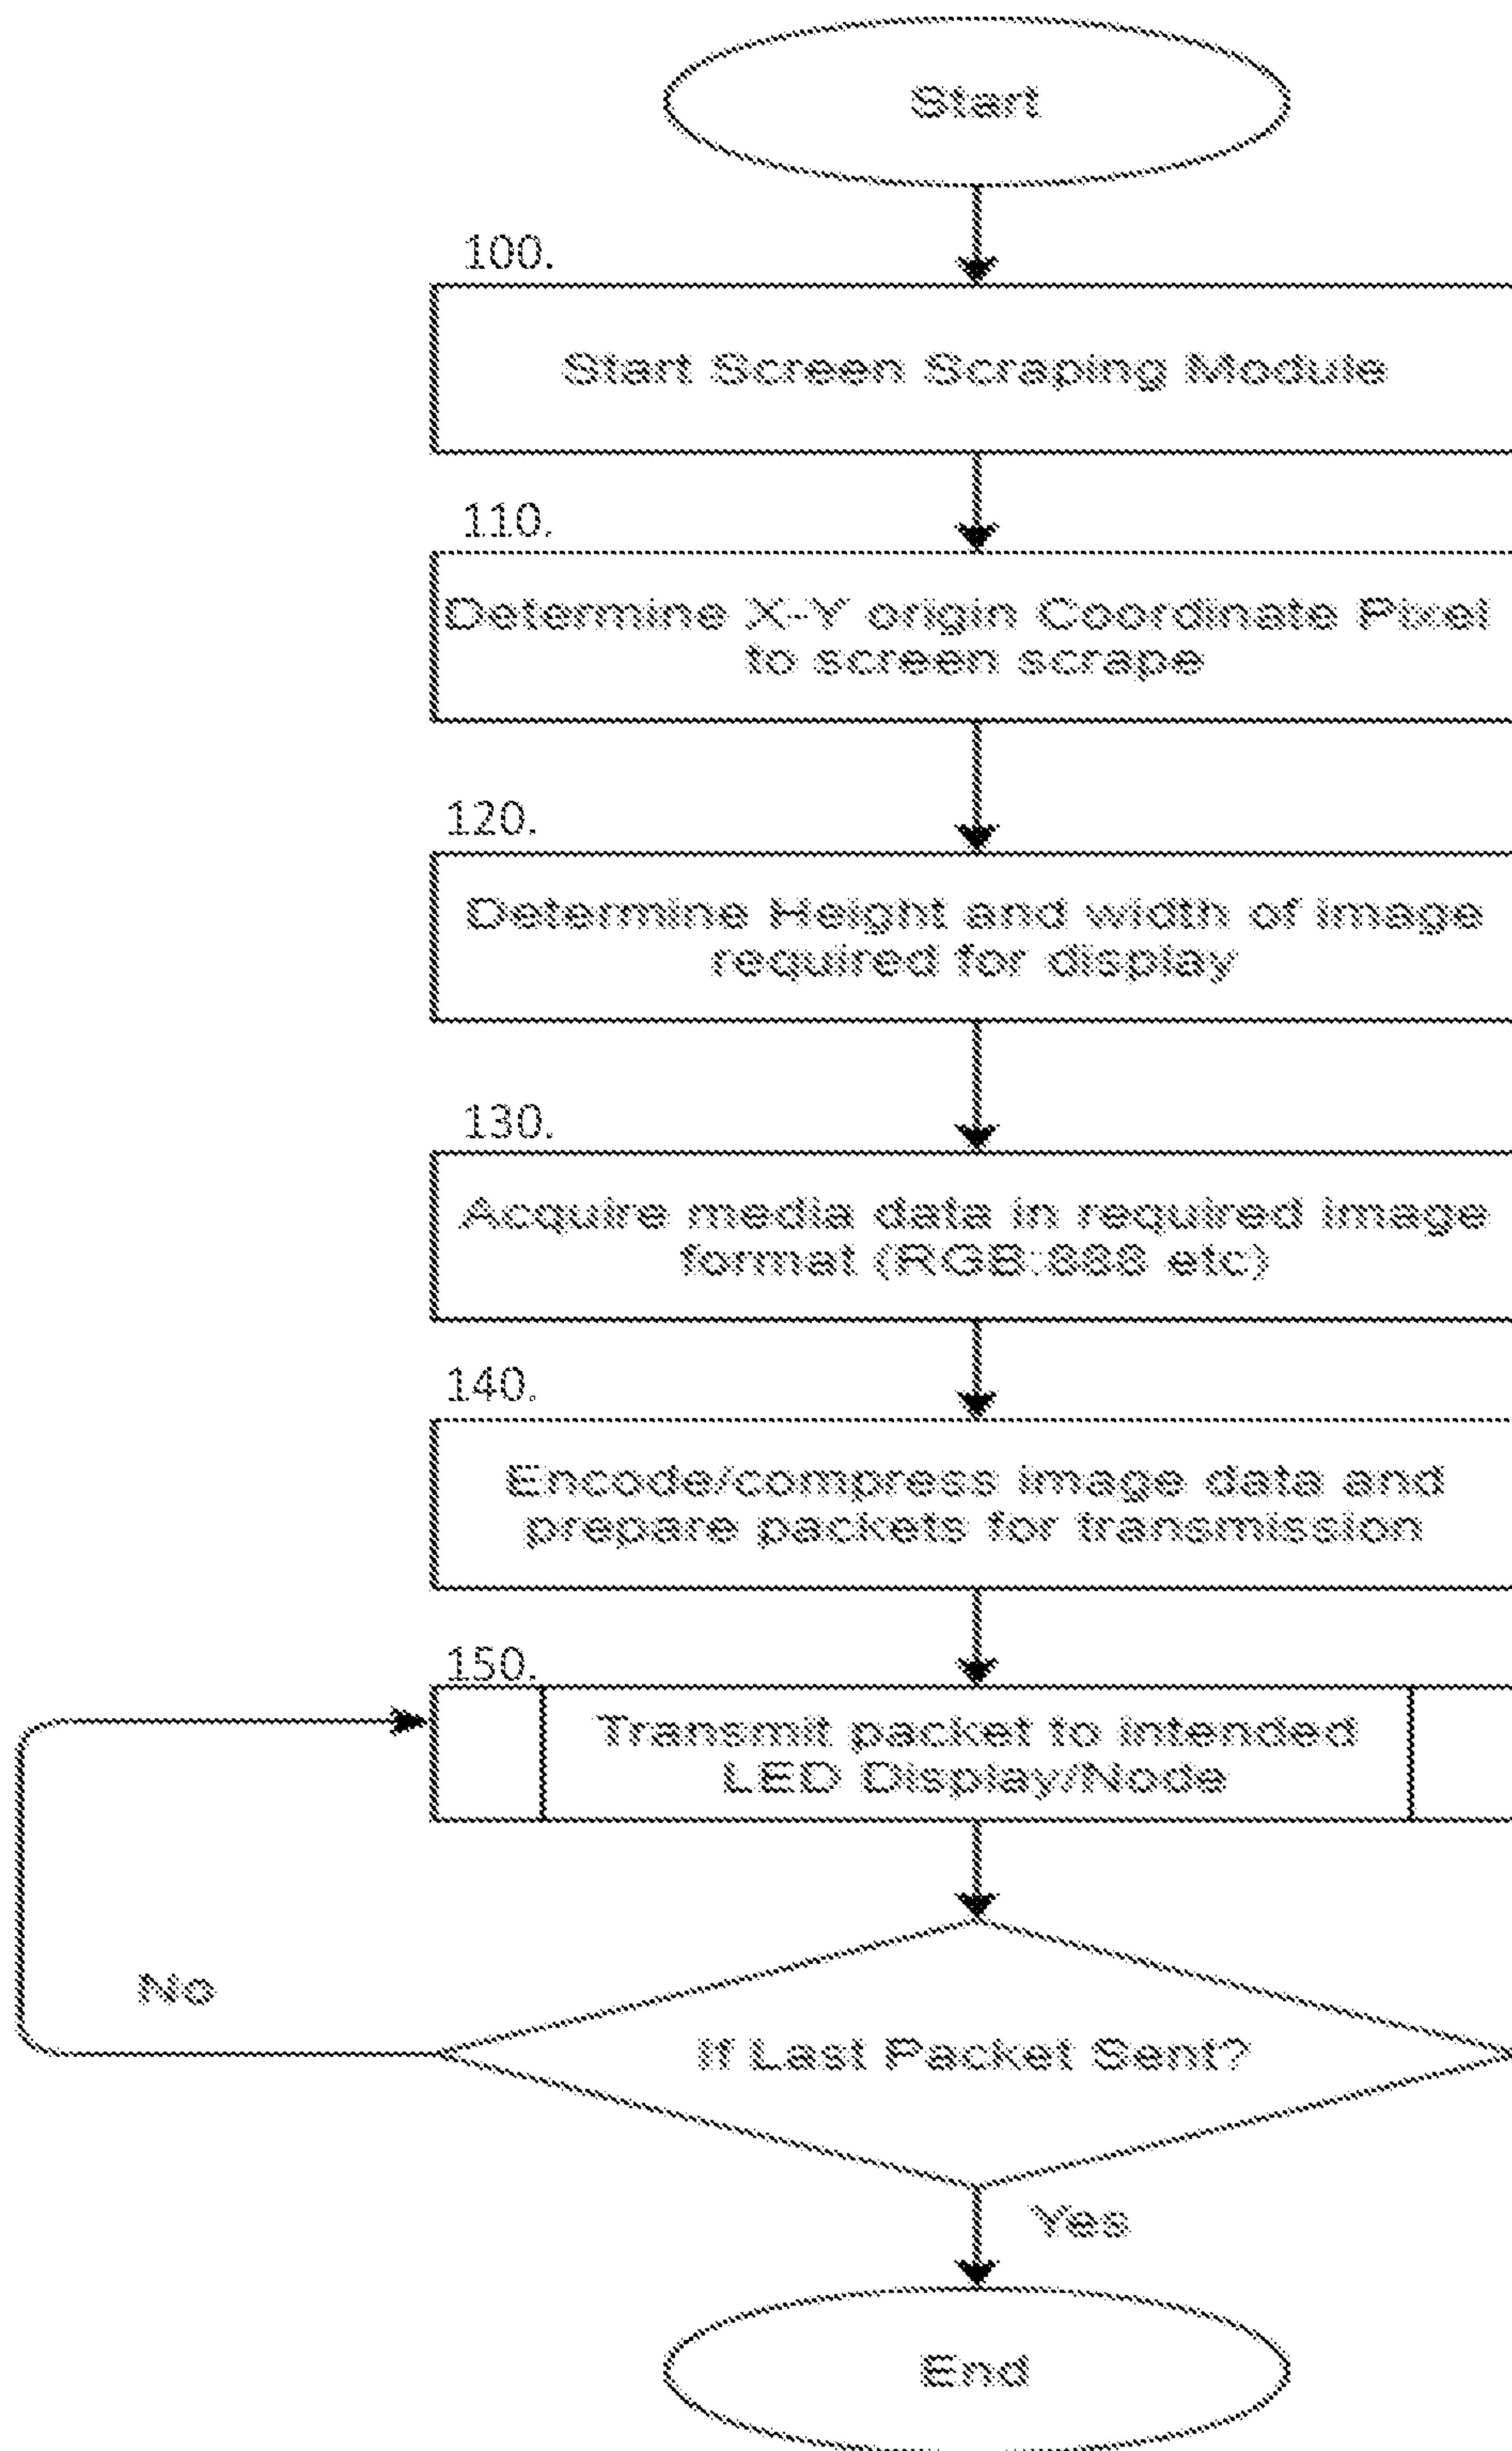 Start
100.
Start Screen Scraping Module
110.
Determine X-Y origin Coordinate Pixel
to screen scrape
120.
Determine Height and width of image
required for display
130.
Acquire media data in required image
format (RGB:888 etc)
140.
Encode/compress image data and
prepare packets for transmission
150.
Transmit packet to intended
LED Display/Node
No
If Last Packet Sent?
Yes
End